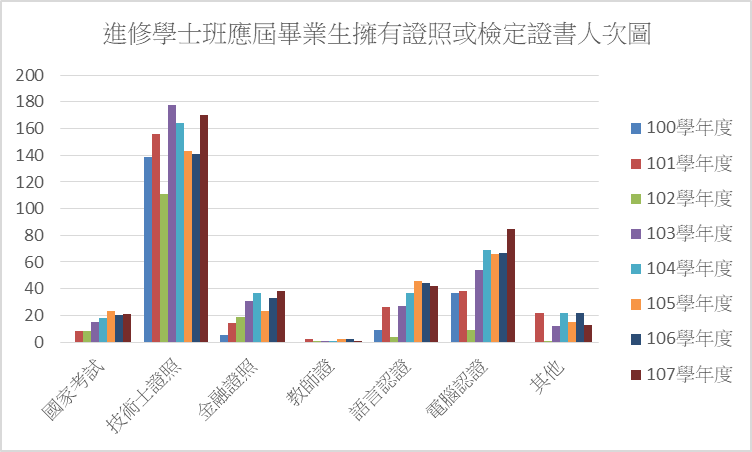 進修學士班應屆畢業生擁有證照或檢定證書人次圖
200
180
160
140
120
100
80
60
40
20
0
國家考試
技術士證照
金融證照
教師證
語言認證
電腦認證
其他
100學年度
101學年度
102學年度
103學年度
104學年度
105學年度
106學年度
107學年度